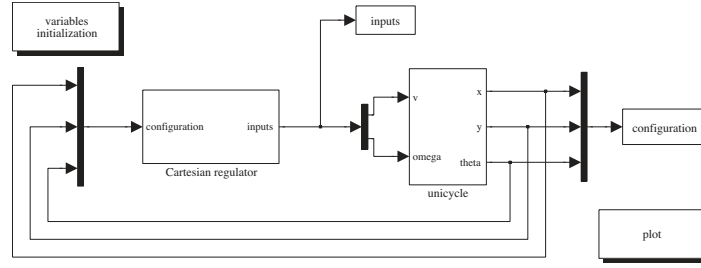 variables
initialization
inputs
configuration
inputs
Cartesian regulator
v
omega
x
y
theta
unicycle
configuration
plot